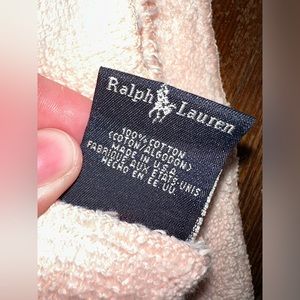 Ralph Lauren
100% COTTON
(COTON/ALGODON)
MADE IN U.S.A.
FABRIQUE AUX ETATS-UNIS
HECHO EN EE. UU.